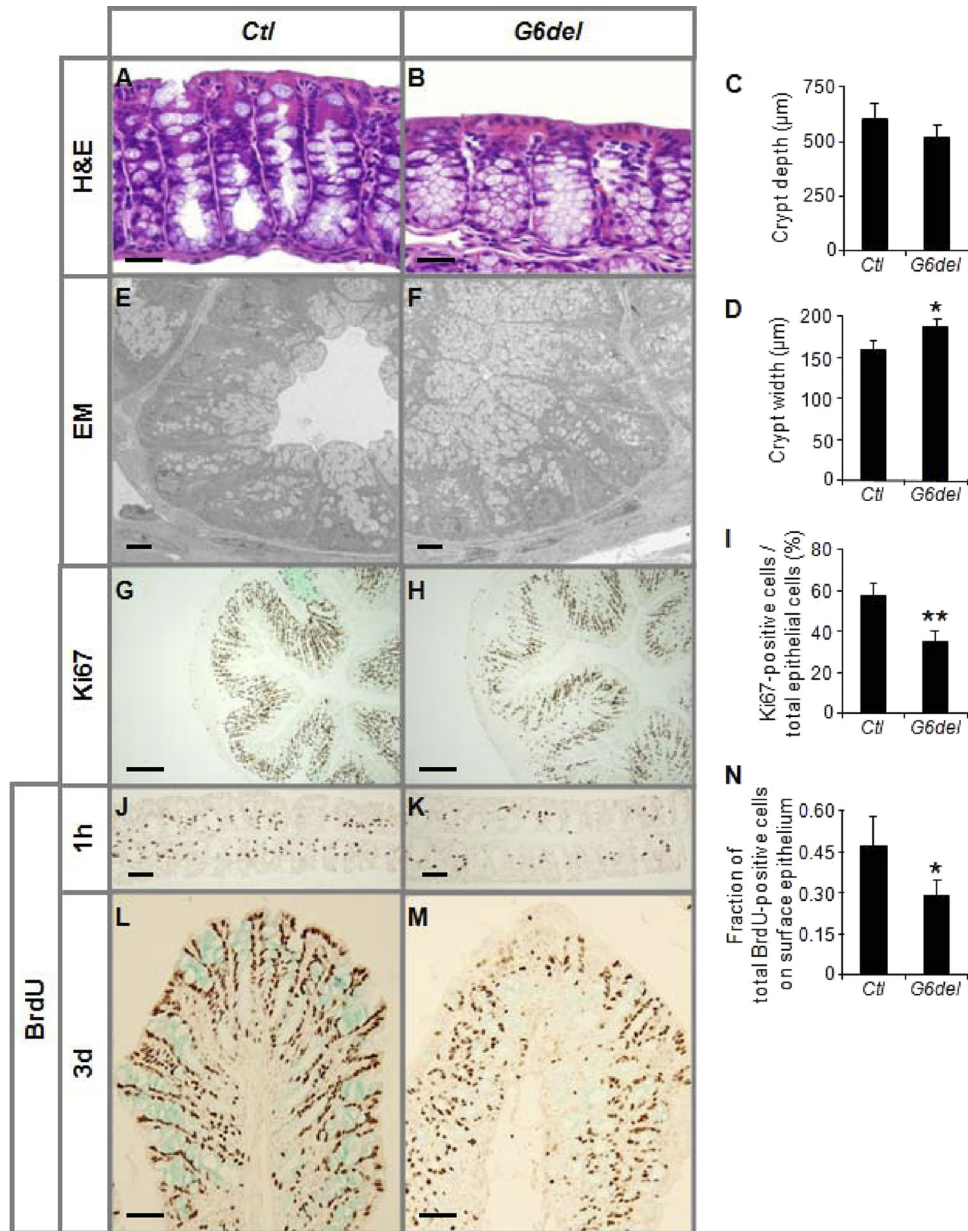 Ctl
G6del
H&E
A
B
C
Crypt depth (µm)
750
500
250
0
Ctl
G6del
EM
E
F
D
Crypt width (µm)
200
150
100
50
0
*
Ctl
G6del
Ki67
G
H
I
Ki67-positive cells /
total epithelial cells (%)
80
60
40
20
0
**
Ctl
G6del
BrdU
1h
J
K
3d
L
M
N
Fraction of
total BrdU-positive cells
on surface epithelium
0.60
0.45
0.30
0.15
0
*
Ctl
G6del